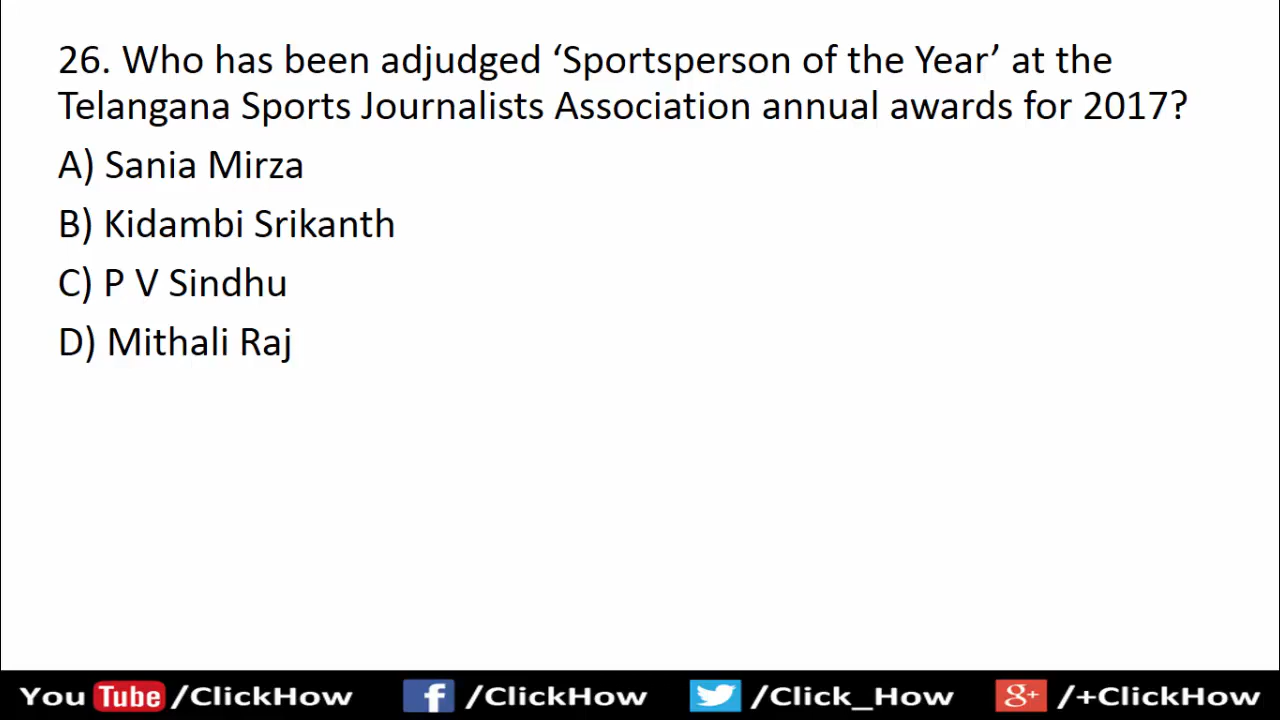 26. Who has been adjudged ‘Sportsperson of the Year’ at the
Telangana Sports Journalists Association annual awards for 2017?
A) Sania Mirza
B) Kidambi Srikanth
C) P V Sindhu
D) Mithali Raj
You Tube /ClickHow f /ClickHow /Click_How g+ /+ClickHow